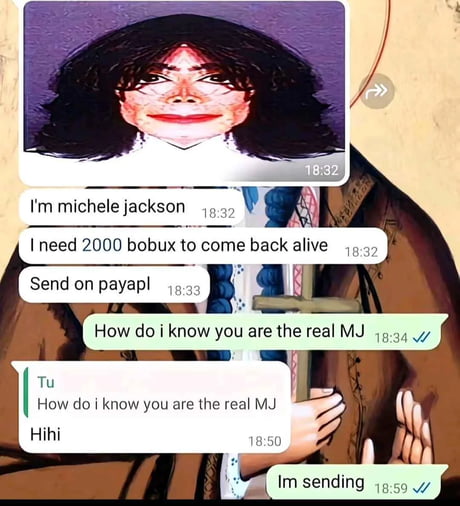 18:32
I'm michele jackson 18:32
I need 2000 bobux to come back alive 18:32
Send on payapl 18:33
How do i know you are the real MJ 18:34
Tu
How do i know you are the real MJ
Hihi 18:50
Im sending 18:59